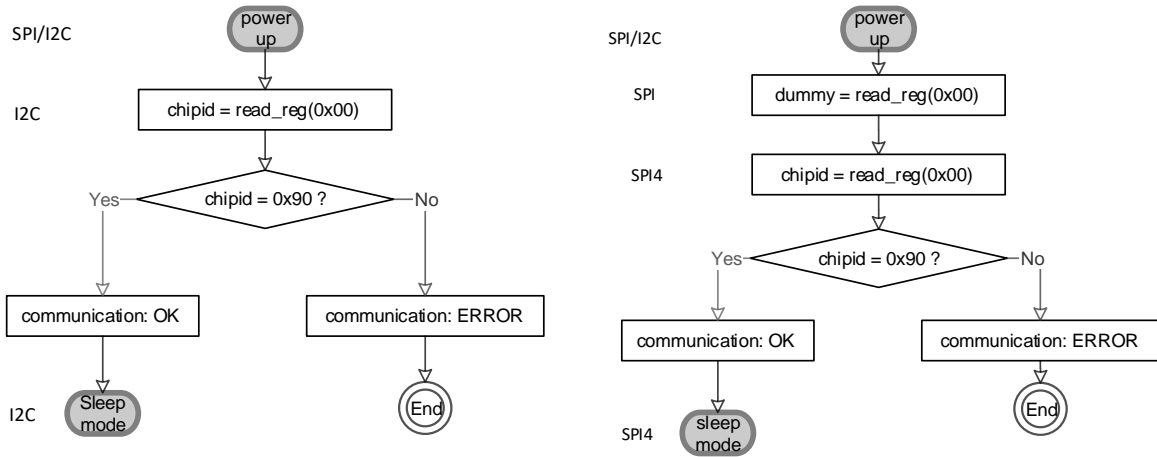 SPI/I2C
power
up
I2C
chipid = read_reg(0x00)
chipid = 0x90 ?
Yes
No
communication: OK
communication: ERROR
I2C
Sleep
mode
End
SPI/I2C
power
up
SPI
dummy = read_reg(0x00)
SPI4
chipid = read_reg(0x00)
chipid = 0x90 ?
Yes
No
communication: OK
communication: ERROR
SPI4
sleep
mode
End